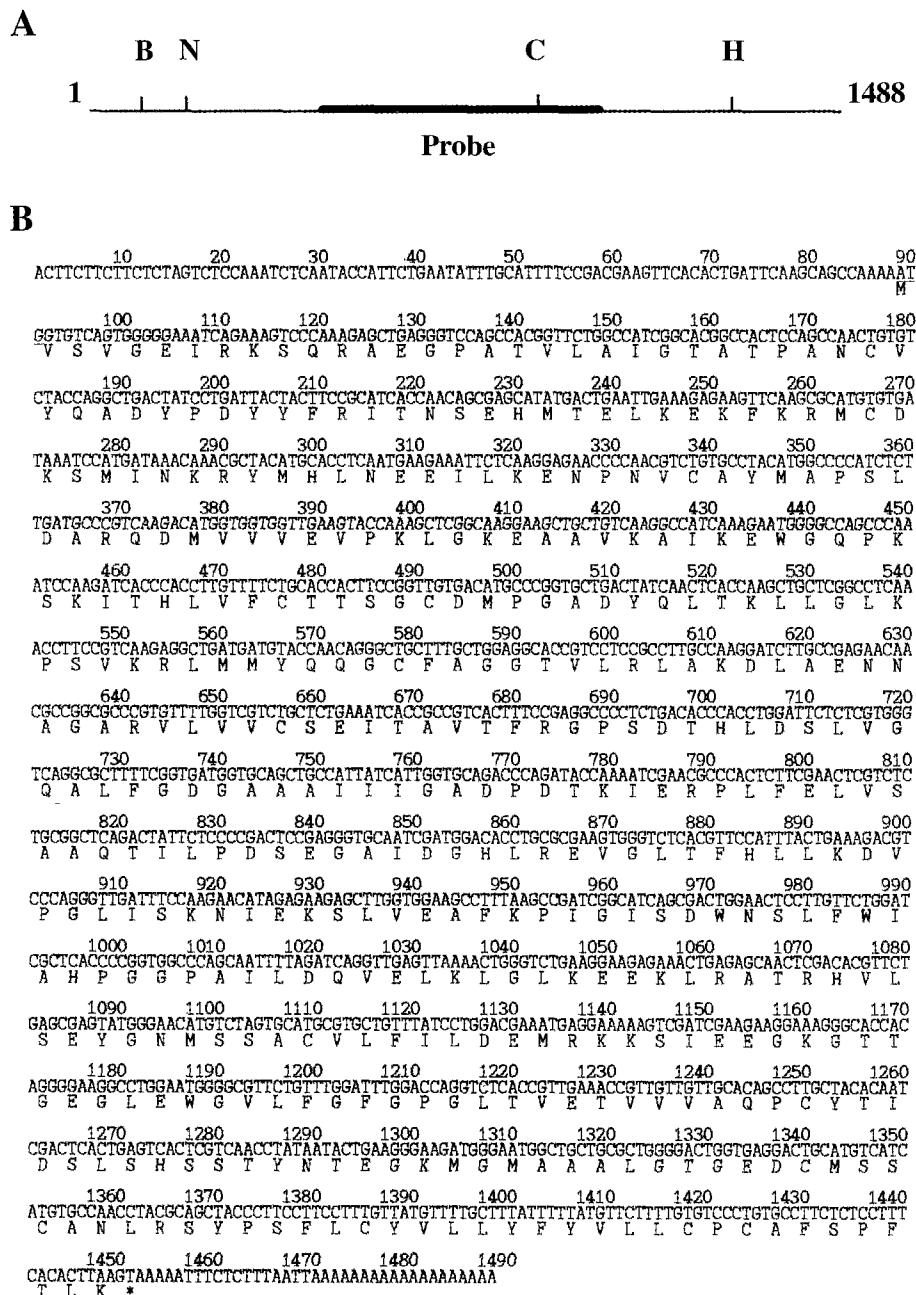 A
B N C H
1 1488
Probe
B
10 20 30 40 50 60 70 80 90
ACTTCTTCTTCTCTAGTCTCCAAATCTCAATACCATTCTGAATATTTGCATTTTCCGACGAAGTTCACACTGATTCAAGCAGCCAAAAAT
M
100 110 120 130 140 150 160 170 180
GGTGTCAGTGGGGGAAATCAGAAAGTCCCAAAGAGCTGAGGGTCCAGCCACGGTTCTGGCCATCGGCACGGCCACTCCAGCCAACTGTGT
V S V G E I R K S Q R A E G P A T V L A I G T A T P A N C V
190 200 210 220 230 240 250 260 270
CTACCAGGCTGACTATCCTGATTACTACTTCCGCATCACCAACAGCGAGCATATGACTGAATTGAAAGAGAAGTTCAAGCGCATGTGTGA
Y Q A D Y P D Y Y F R I T N S E H M T E L K E K F K R M C D
280 290 300 310 320 330 340 350 360
TAAATCCATGATAAACAAACGCTACATGCACCTCAATGAAGAAATTCTCAAGGAGAACCCCAACGTCTGTGCCTACATGGCCCCATCTCT
K S M I N K R Y M H L N E E I L K E N P N V C A Y M A P S L
370 380 390 400 410 420 430 440 450
TGATGCCCGTCAAGACATGGTGGTGGTTGAAGTACCAAAGCTCGGCAAGGAAGCTGCTGTCAAGGCCATCAAAGAATGGGGCCAGCCCAA
D A R Q D M V V V E V P K L G K E A A V K A I K E W G Q P K
460 470 480 490 500 510 520 530 540
ATCCAAGATCACCCACCTTGTTTTCTGCACCACTTCCGGTTGTGACATGCCCGGTGCTGACTATCAACTCACCAAGCTGCTCGGCCTCAA
S K I T H L V F C T T S G C D M P G A D Y Q L T K L L G L K
550 560 570 580 590 600 610 620 630
ACCTTCCGTCAAGAGGCTGATGATGTACCAACAGGGCTGCTTTGCTGGAGGCACCGTCCTCCGCCTTGCCAAGGATCTTGCCGAGAACAA
P S V K R L M M Y Q Q G C F A G G T V L R L A K D L A E N N
640 650 660 670 680 690 700 710 720
CGCCGGCGCCCGTGTTTTGGTCGTCTGCTCTGAAATCACCGCCGTCACTTTCCGAGGCCCCTCTGACACCCACCTGGATTCTCTCGTGGG
A G A R V L V V C S E I T A V T F R G P S D T H L D S L V G
730 740 750 760 770 780 790 800 810
TCAGGCGCTTTTCGGTGATGGTGCAGCTGCCATTATCATTGGTGCAGACCCAGATACCAAAATCGAACGCCCACTCTTCGAACTCGTCTC
Q A L F G D G A A A I I I G A D P D T K I E R P L F E L V S
820 830 840 850 860 870 880 890 900
TGCGGCTCAGACTATTCTCCCCGACTCCGAGGGTGCAATCGATGGACACCTGCGCGAAGTGGGTCTCACGTTCCATTTACTGAAAGACGT
A A Q T I L P D S E G A I D G H L R E V G L T F H L L K D V
910 920 930 940 950 960 970 980 990
CCCAGGGTTGATTTCCAAGAACATAGAGAAGAGCTTGGTGGAAGCCTTTAAGCCGATCGGCATCAGCGACTGGAACTCCTTGTTCTGGAT
P G L I S K N I E K S L V E A F K P I G I S D W N S L F W I
1000 1010 1020 1030 1040 1050 1060 1070 1080
CGCTCACCCCGGTGGCCCAGCAATTTTAGATCAGGTTGAGTTAAAACTGGGTCTGAAGGAAGAGAAACTGAGAGCAACTCGACACGTTCT
A H P G G P A I L D Q V E L K L G L K E E K L R A T R H V L
1090 1100 1110 1120 1130 1140 1150 1160 1170
GAGCGAGTATGGGAACATGTCTAGTGCATGCGTGCTGTTTATCCTGGACGAAATGAGGAAAAAGTCGATCGAAGAAGGAAAGGGCACCAC
S E Y G N M S S A C V L F I L D E M R K K S I E E G K G T T
1180 1190 1200 1210 1220 1230 1240 1250 1260
AGGGGAAGGCCTGGAATGGGGCGTTCTGTTTGGATTTGGACCAGGTCTCACCGTTGAAACCGTTGTTGTTGCACAGCCTTGCTACACAAT
G E G L E W G V L F G F G P G L T V E T V V V A Q P C Y T I
1270 1280 1290 1300 1310 1320 1330 1340 1350
CGACTCACTGAGTCACTCGTCAACCTATAATACTGAAGGGAAGATGGGAATGGCTGCTGCGCTGGGGACTGGTGAGGACTGCATGTCATC
D S L S H S S T Y N T E G K M G M A A A L G T G E D C M S S
1360 1370 1380 1390 1400 1410 1420 1430 1440
ATGTGCCAACCTACGCAGCTACCCTTCCTTCCTTTGTTATGTTTTGCTTTATTTTTATGTTCTTTTGTGTCCCTGTGCCTTCTCTCCTTT
C A N L R S Y P S F L C Y V L L Y F Y V L L C P C A F S P F
1450 1460 1470 1480 1490
CACACTTAAGTAAAAATTTCTCTTTAATTAAAAAAAAAAAAAAAAAAA
T L K *